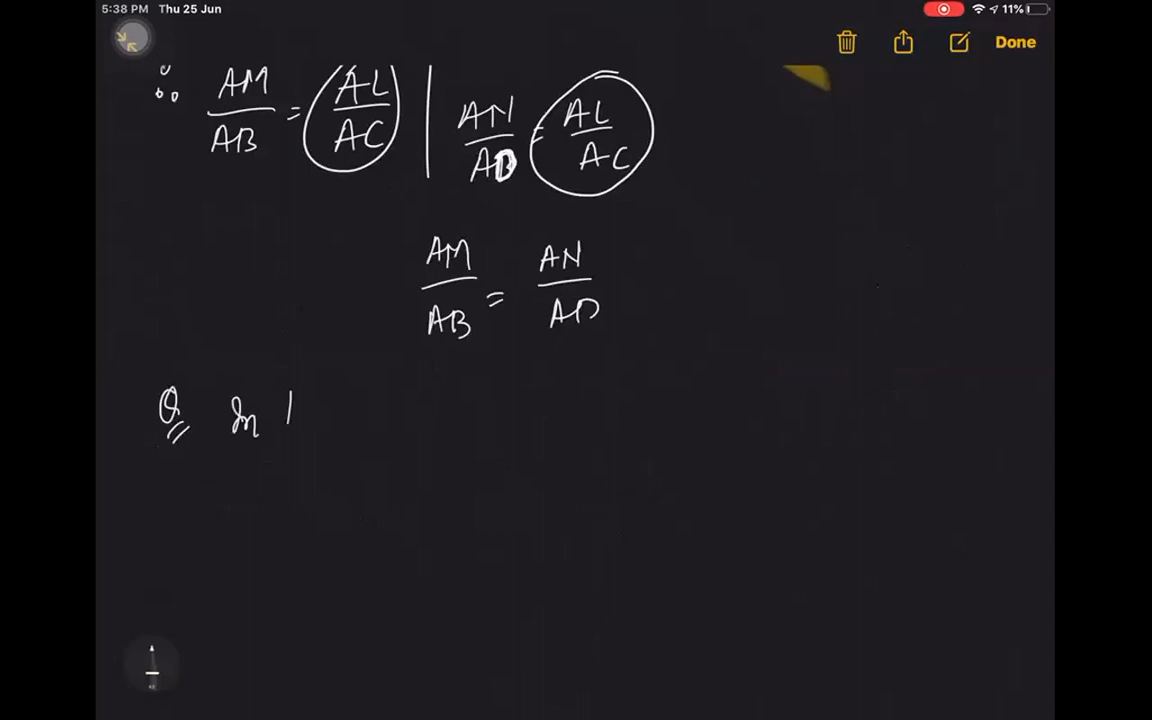 5:38 PM Thu 25 Jun 11%
Done
∴ AM/AB = AL/AC | AN/AD = AL/AC
AM/AB = AN/AD
Q In